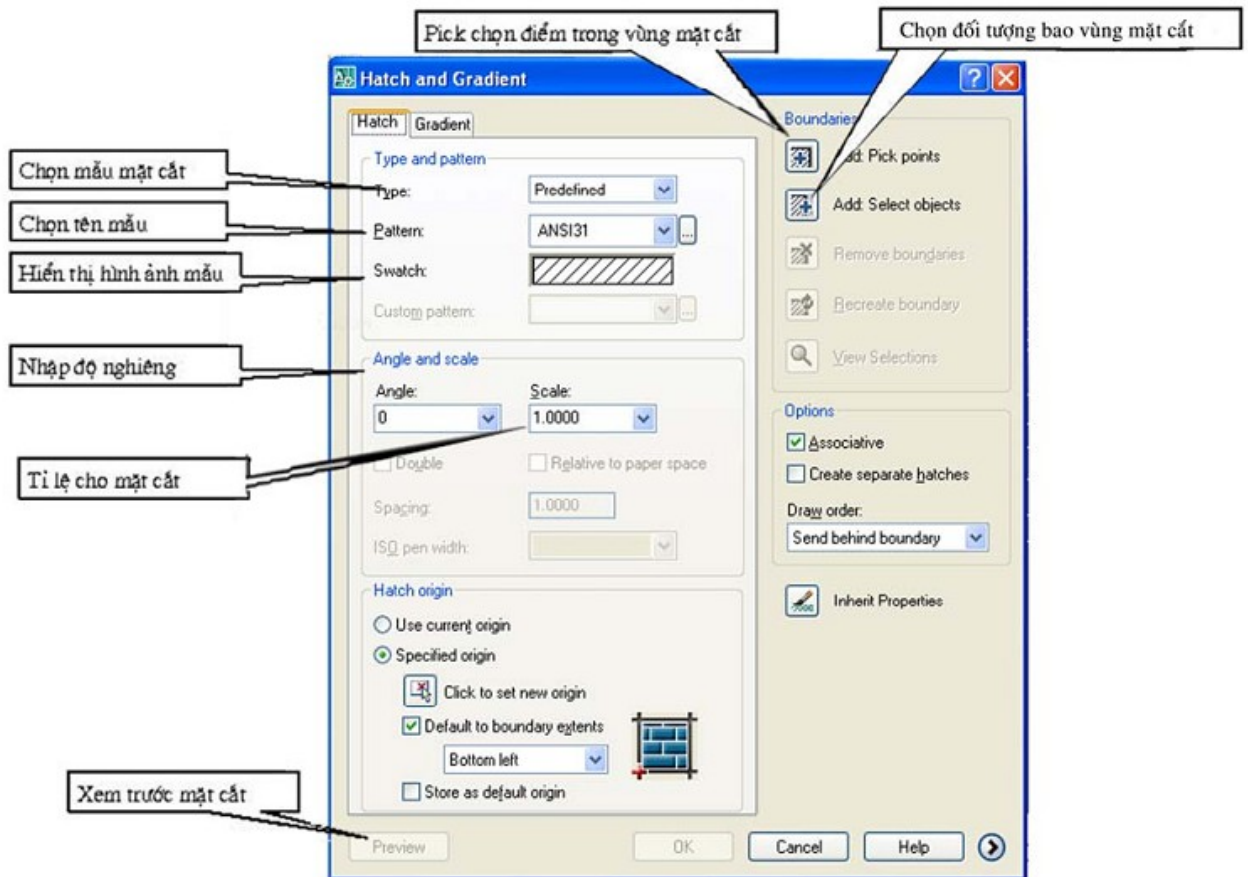 Pick chọn điểm trong vùng mặt cắt
Chọn đối tượng bao vùng mặt cắt
Hatch and Gradient
Hatch
Gradient
Boundaries
Type and pattern
Chọn mẫu mặt cắt
Type:
Predefined
Add: Pick points
Chọn tên mẫu
Pattern:
ANSI31
...
Add: Select objects
Hiển thị hình ảnh mẫu
Swatch:
Remove boundaries
Custom pattern:
...
Recreate boundary
Nhập độ nghiêng
Angle and scale
View Selections
Angle:
Scale:
0
1.0000
Options
Associative
Tỉ lệ cho mặt cắt
Double
Relative to paper space
Create separate hatches
Spacing:
1.0000
Draw order:
Send behind boundary
ISO pen width:
Hatch origin
Inherit Properties
Use current origin
Specified origin
Click to set new origin
Default to boundary extents
Bottom left
Xem trước mặt cắt
Store as default origin
Preview
OK
Cancel
Help